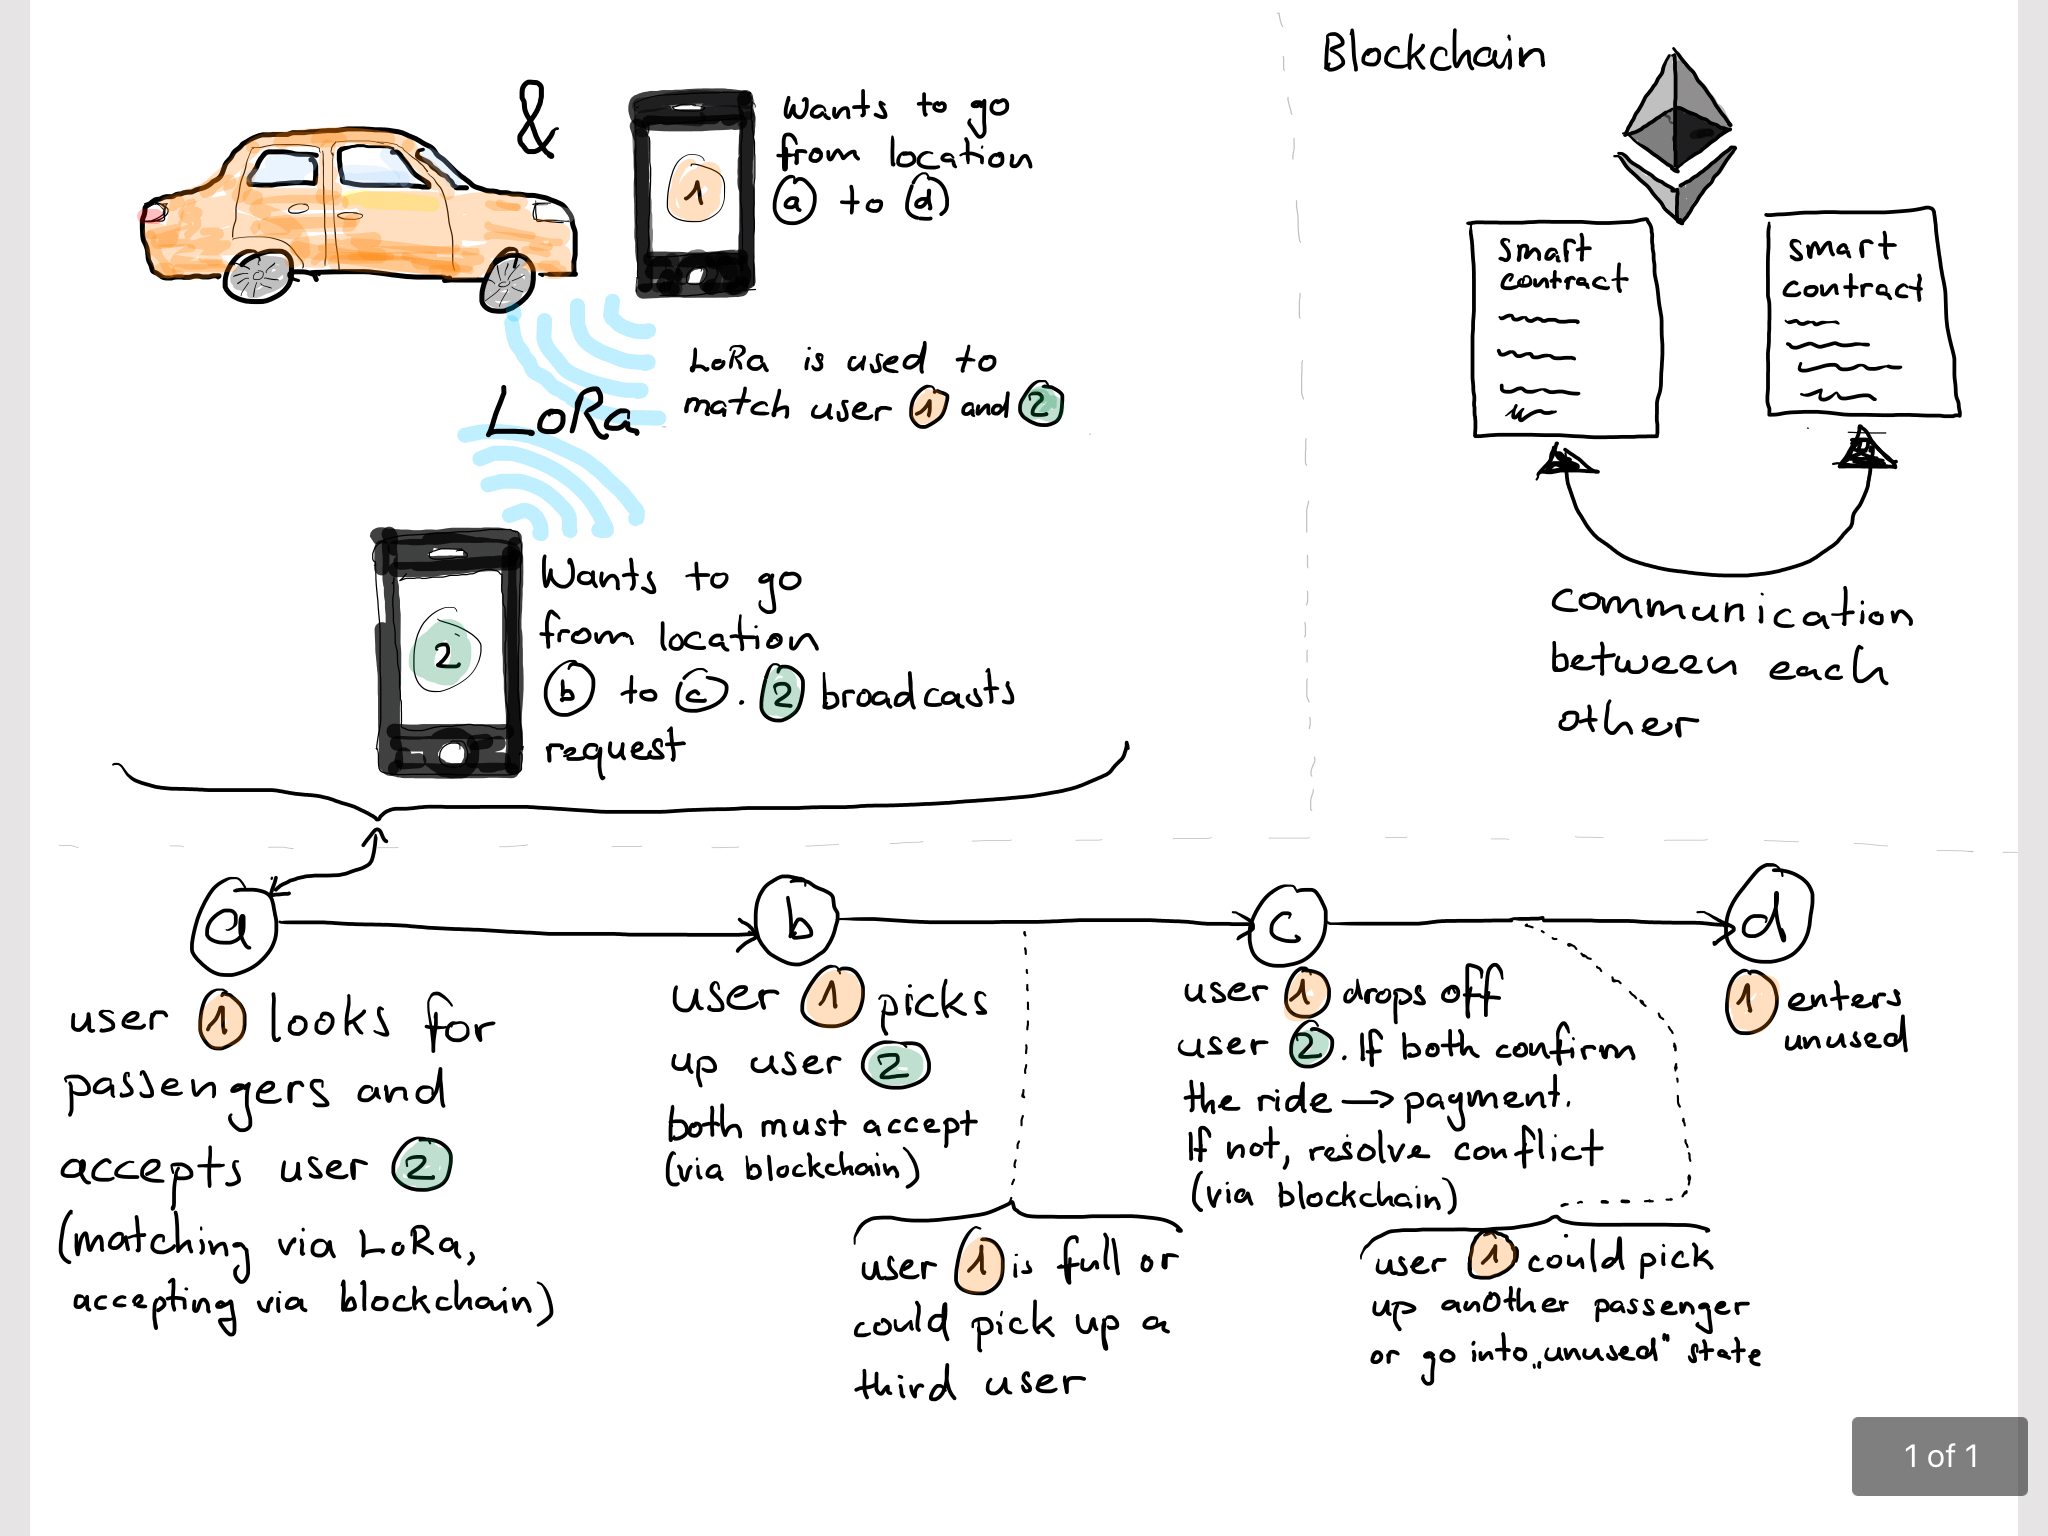 &
1
Wants to go
from location
a to d
LoRa
LoRa is used to
match user 1 and 2
2
Wants to go
from location
b to c. 2 broadcasts
request
Blockchain
smart
contract
smart
contract
communication
between each
other
a
user 1 looks for
passengers and
accepts user 2
(matching via LoRa,
accepting via blockchain)
b
user 1 picks
up user 2
both must accept
(via blockchain)
user 1 is full or
could pick up a
third user
c
user 1 drops off
user 2. If both confirm
the ride → payment.
If not, resolve conflict
(via blockchain)
user 1 could pick
up another passenger
or go into „unused" state
d
1 enters
unused
1 of 1